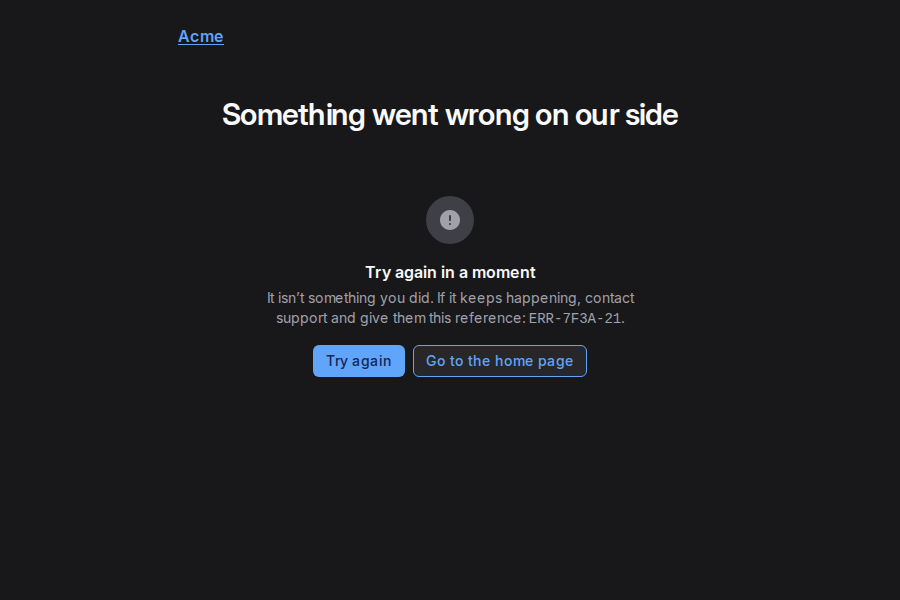 Acme
Something went wrong on our side
Try again in a moment
It isn’t something you did. If it keeps happening, contact
support and give them this reference: ERR-7F3A-21.
Try again
Go to the home page